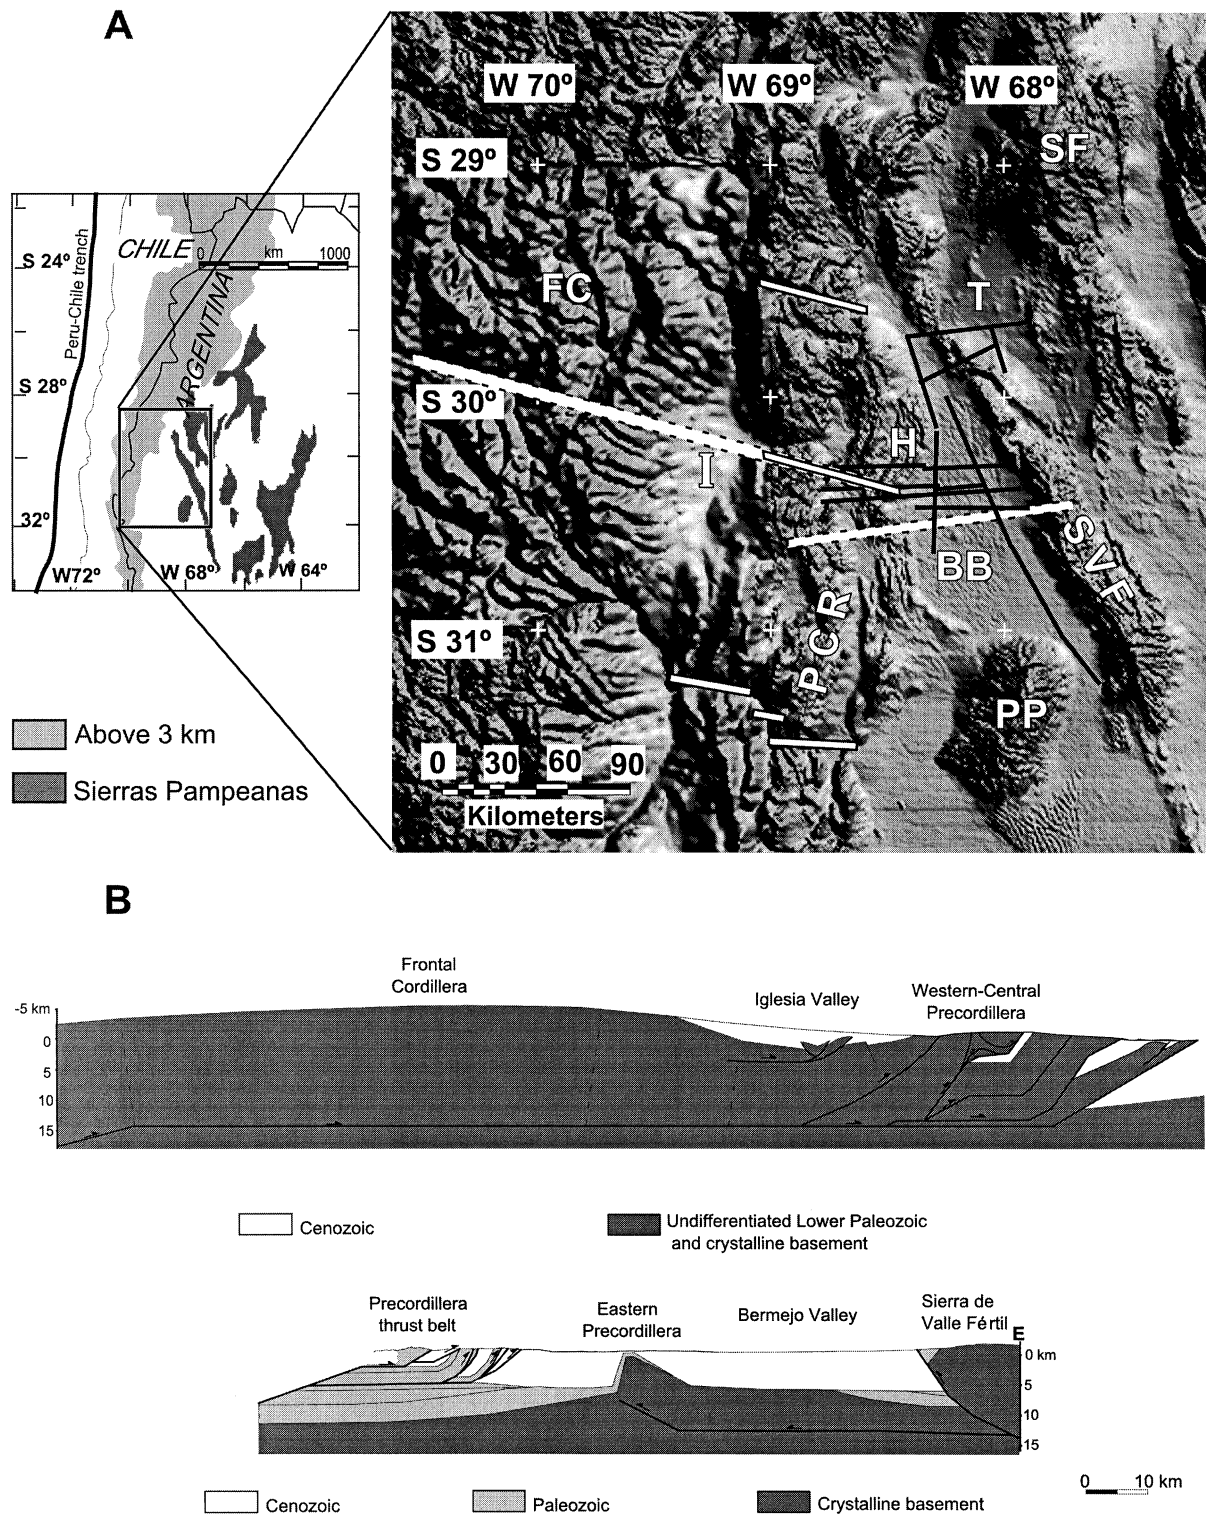 A
W 70º
W 69º
W 68º
S 29º
SF
CHILE
0 km 1000
S 24º
Peru-Chile trench
ARGENTINA
FC
T
S 28º
S 30º
H
I
32º
W72º
W 68º
W 64º
SVF
BB
S 31º
PCR
PP
Above 3 km
0 30 60 90
Sierras Pampeanas
Kilometers
B
Frontal
Cordillera
Iglesia Valley
Western-Central
Precordillera
-5 km
0
5
10
15
Cenozoic
Undifferentiated Lower Paleozoic
and crystalline basement
Precordillera
thrust belt
Eastern
Precordillera
Bermejo Valley
Sierra de
Valle Fértil
E
0 km
5
10
15
0 10 km
Cenozoic
Paleozoic
Crystalline basement